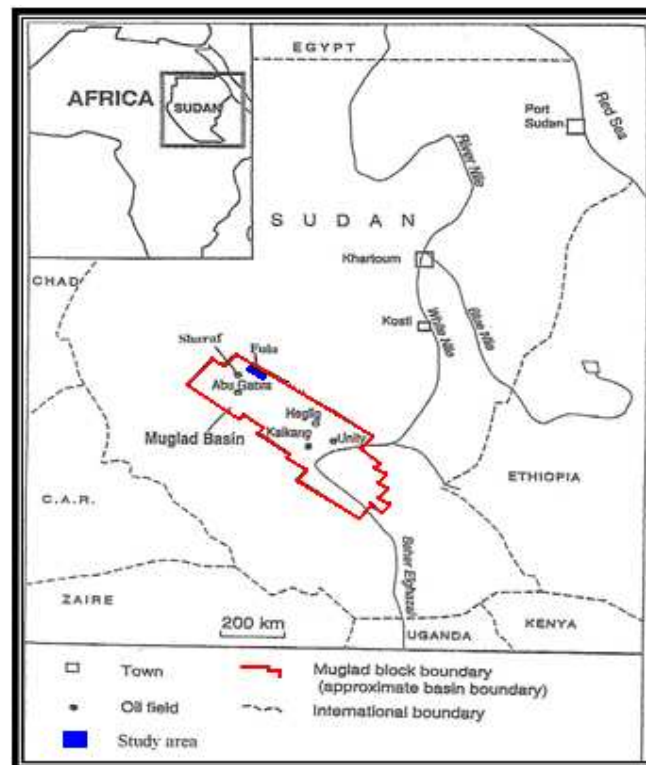 EGYPT
AFRICA
SUDAN
Port
Sudan
Red Sea
River Nile
S U D A N
Khartoum
CHAD
Kosti
White Nile
Blue Nile
Sharaf
Fula
Abu Gabra
Heglig
Muglad Basin
Kaikang
Unity
ETHIOPIA
C.A.R.
Baher Elghazah
ZAIRE
200 km
KENYA
UGANDA
Town
Muglad block boundary
(approximate basin boundary)
Oil field
International boundary
Study area